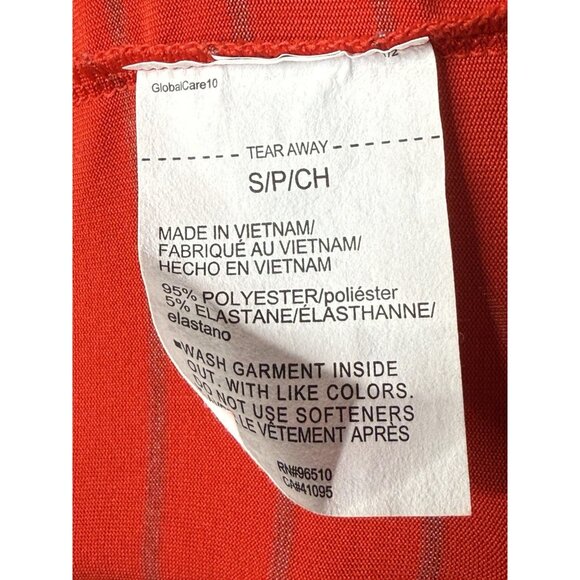 1/2
GlobalCare10
TEAR AWAY
S/P/CH
MADE IN VIETNAM/
FABRIQUÉ AU VIETNAM/
HECHO EN VIETNAM
95% POLYESTER/poliéster
5% ELASTANE/ÉLASTHANNE/
elastano
▪WASH GARMENT INSIDE
OUT. WITH LIKE COLORS.
DO NOT USE SOFTENERS
LE VÊTEMENT APRÈS
RN#96510
CA#41095